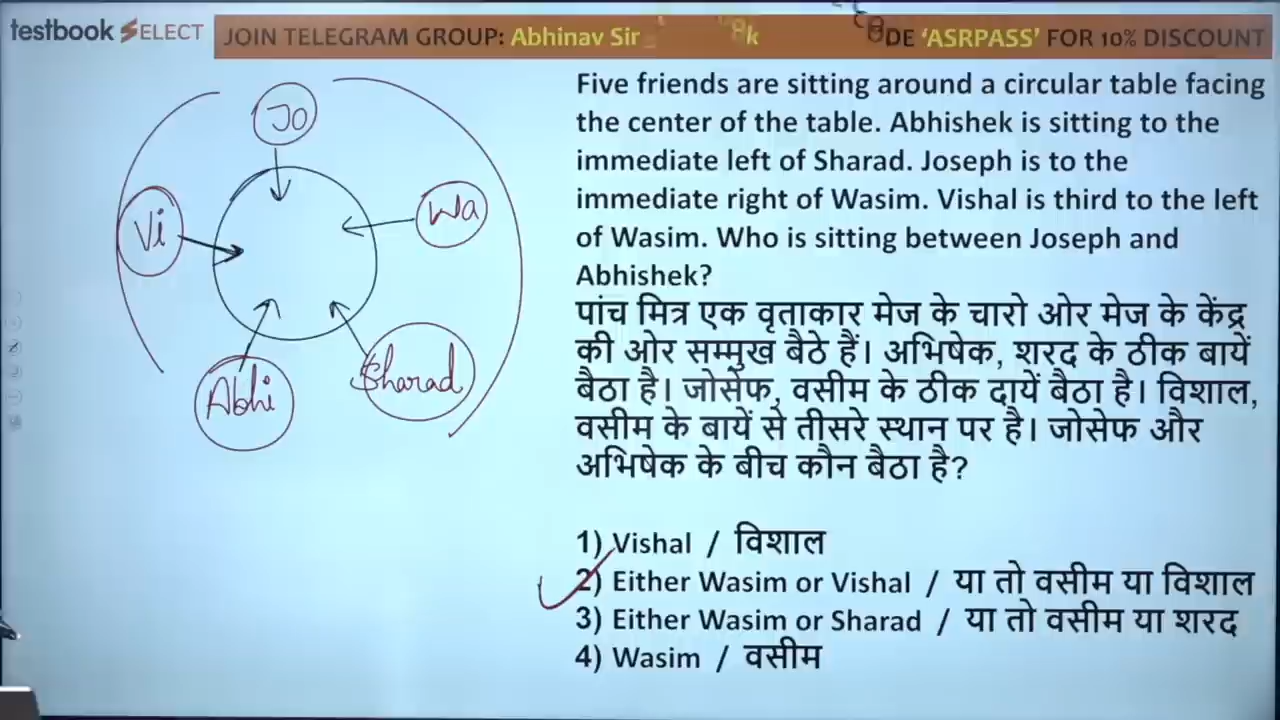 testbook SELECT
JOIN TELEGRAM GROUP: Abhinav Sir
DE ‘ASRPASS’ FOR 10% DISCOUNT
Jo
Vi
Wa
Abhi
Sharad
Five friends are sitting around a circular table facing
the center of the table. Abhishek is sitting to the
immediate left of Sharad. Joseph is to the
immediate right of Wasim. Vishal is third to the left
of Wasim. Who is sitting between Joseph and
Abhishek?
पांच मित्र एक वृताकार मेज के चारो ओर मेज के केंद्र
की ओर सम्मुख बैठे हैं। अभिषेक, शरद के ठीक बायें
बैठा है। जोसेफ, वसीम के ठीक दायें बैठा है। विशाल,
वसीम के बायें से तीसरे स्थान पर है। जोसेफ और
अभिषेक के बीच कौन बैठा है?
1) Vishal / विशाल
2) Either Wasim or Vishal / या तो वसीम या विशाल
3) Either Wasim or Sharad / या तो वसीम या शरद
4) Wasim / वसीम